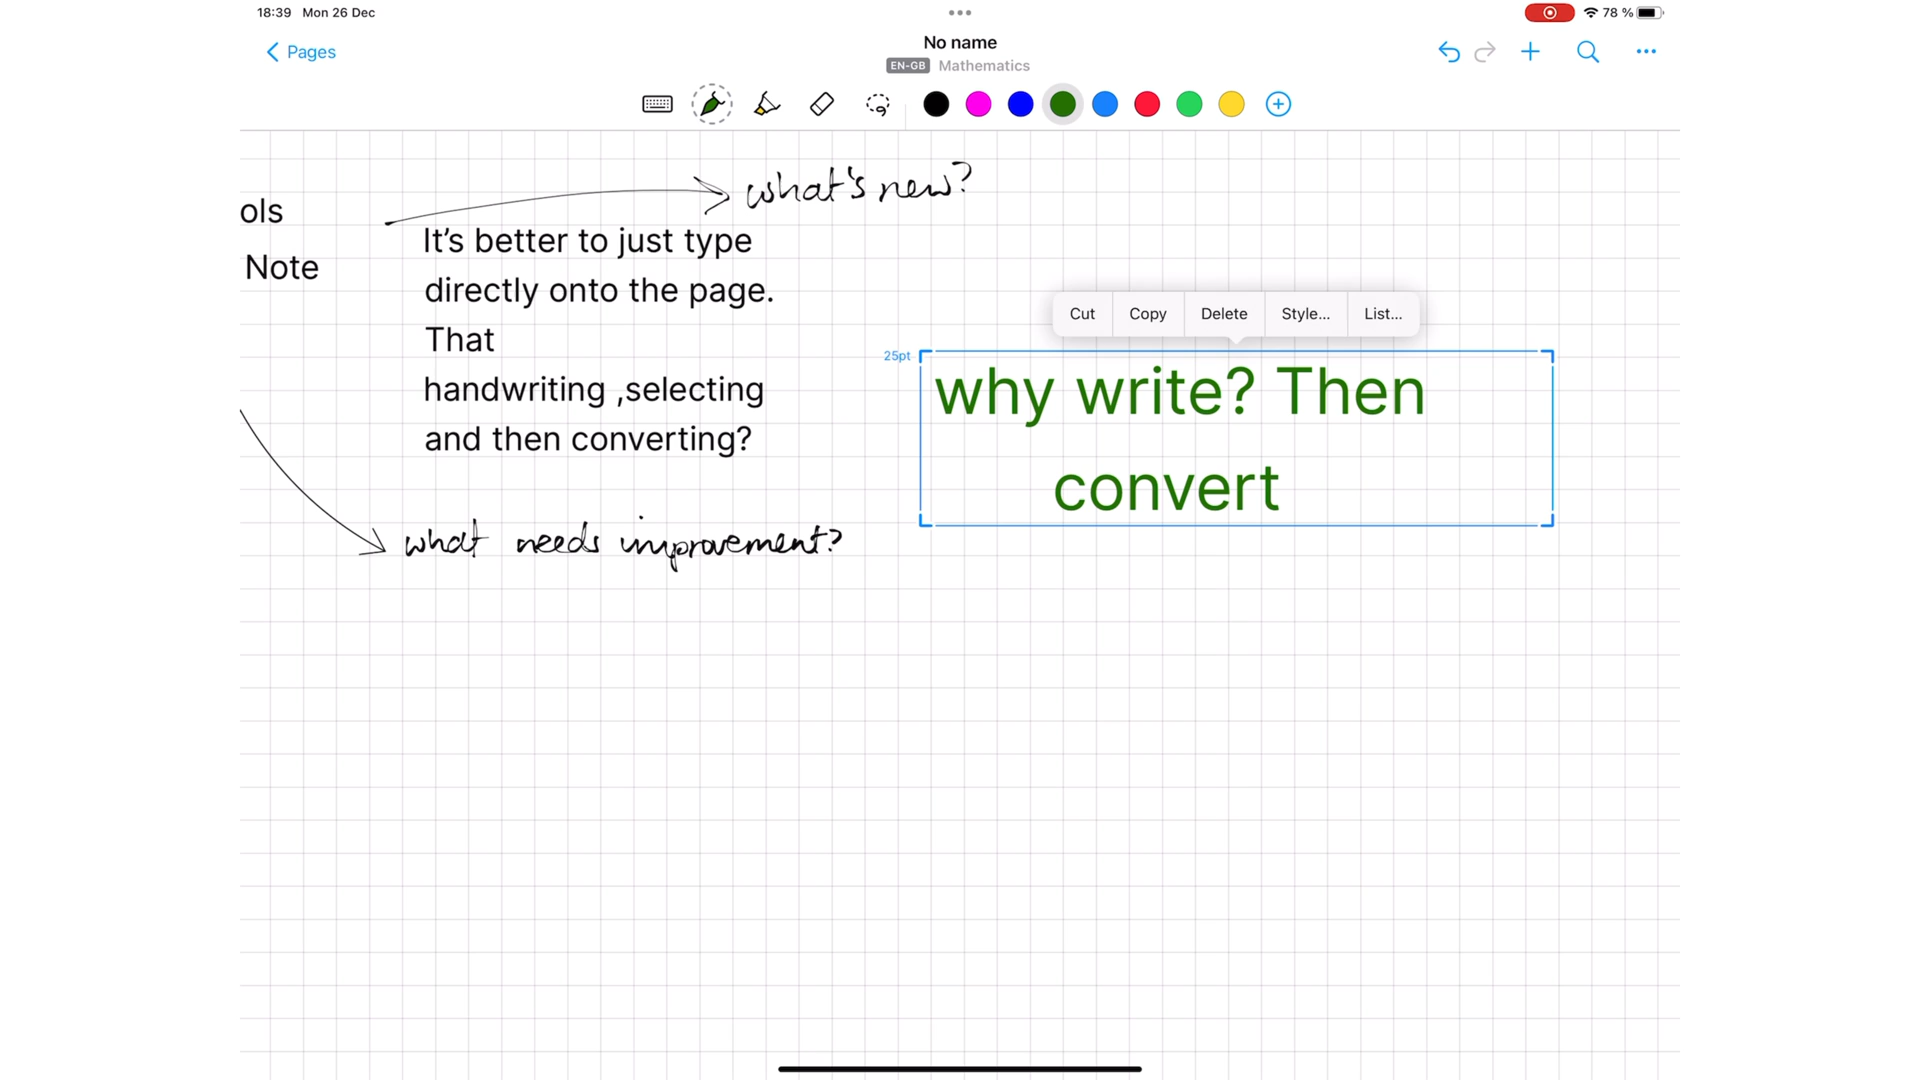 18:39 Mon 26 Dec
78 %
Pages
No name
EN-GB Mathematics
what's new?
ols
Note
It's better to just type
directly onto the page.
That
handwriting ,selecting
and then converting?
Cut Copy Delete Style... List...
25pt
why write? Then
convert
what needs improvement?